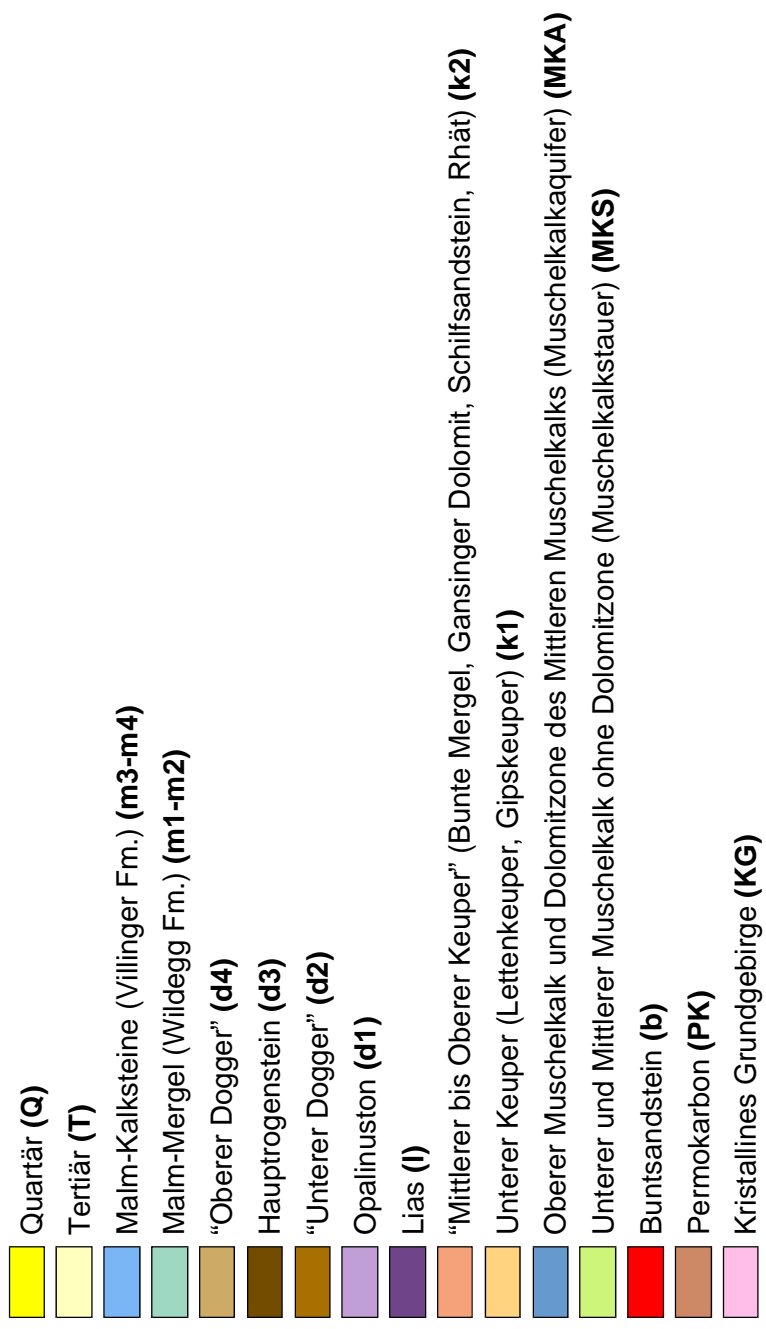 Quartär (Q)
Tertiär (T)
Malm-Kalksteine (Villinger Fm.) (m3-m4)
Malm-Mergel (Wildegg Fm.) (m1-m2)
“Oberer Dogger” (d4)
Hauptrogenstein (d3)
“Unterer Dogger” (d2)
Opalinuston (d1)
Lias (l)
“Mittlerer bis Oberer Keuper” (Bunte Mergel, Gansinger Dolomit, Schilfsandstein, Rhät) (k2)
Unterer Keuper (Lettenkeuper, Gipskeuper) (k1)
Oberer Muschelkalk und Dolomitzone des Mittleren Muschelkalks (Muschelkalkaquifer) (MKA)
Unterer und Mittlerer Muschelkalk ohne Dolomitzone (Muschelkalkstauer) (MKS)
Buntsandstein (b)
Permokarbon (PK)
Kristallines Grundgebirge (KG)